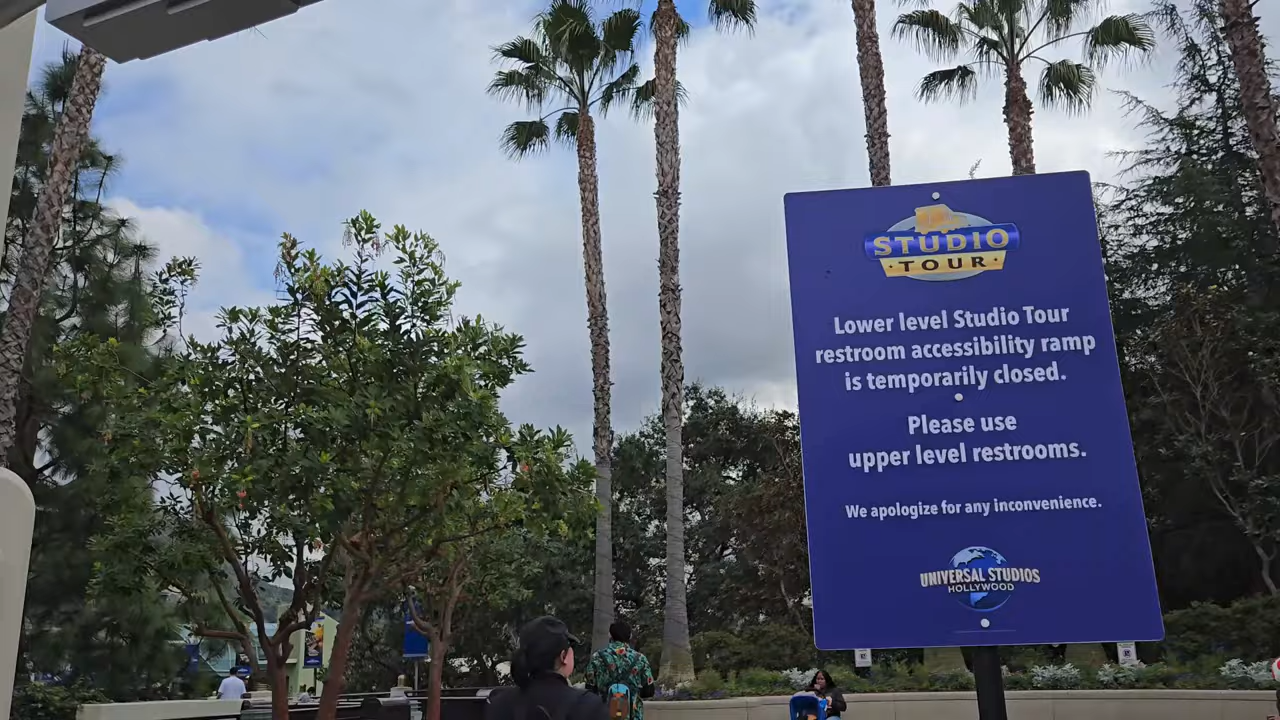 STUDIO
TOUR
Lower level Studio Tour
restroom accessibility ramp
is temporarily closed.
Please use
upper level restrooms.
We apologize for any inconvenience.
UNIVERSAL STUDIOS
HOLLYWOOD